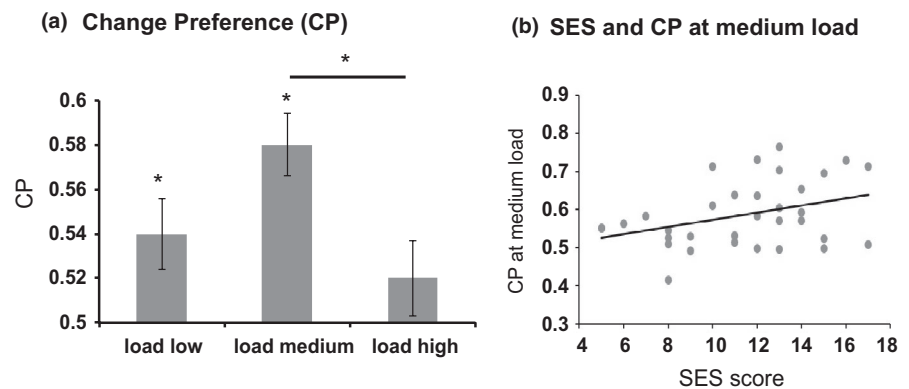 (a) Change Preference (CP)
*
0.6
0.58
0.56
0.54
0.52
0.5
CP
*
*
load low load medium load high
(b) SES and CP at medium load
0.9
0.8
0.7
0.6
0.5
0.4
0.3
CP at medium load
4 6 8 10 12 14 16 18
SES score